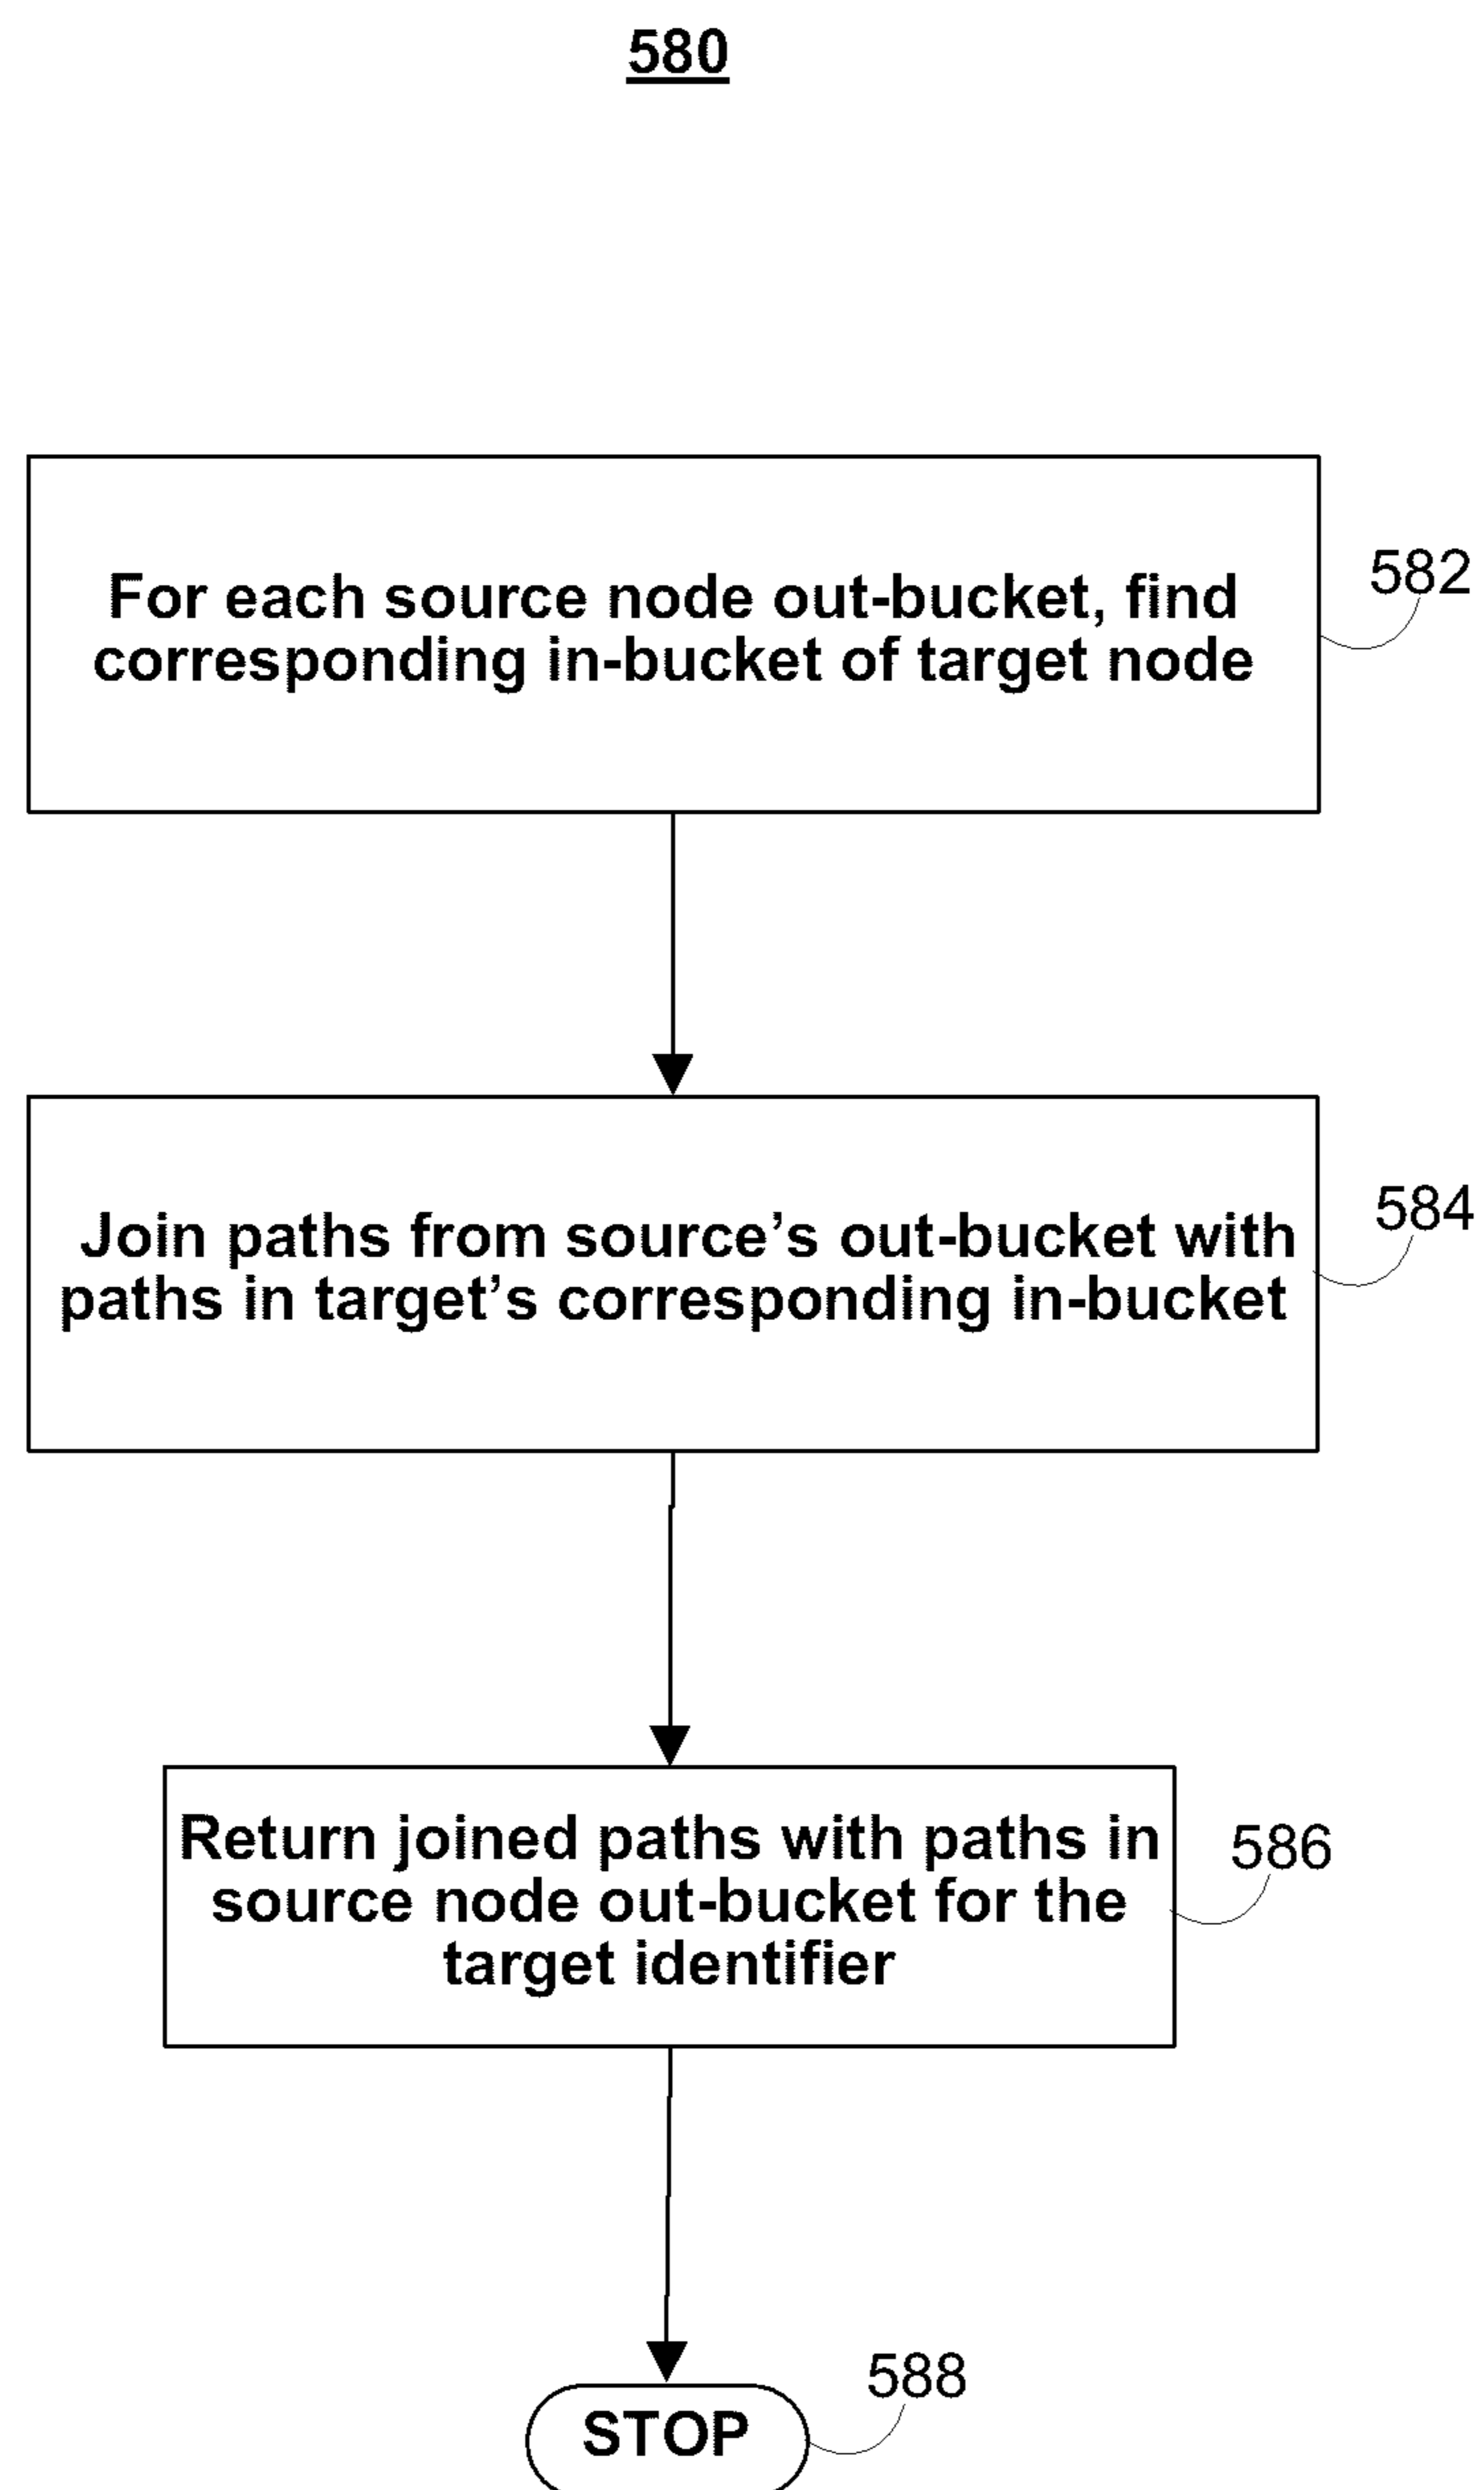 580
For each source node out-bucket, find
corresponding in-bucket of target node
582
Join paths from source’s out-bucket with
paths in target’s corresponding in-bucket
584
Return joined paths with paths in
source node out-bucket for the
target identifier
586
STOP
588